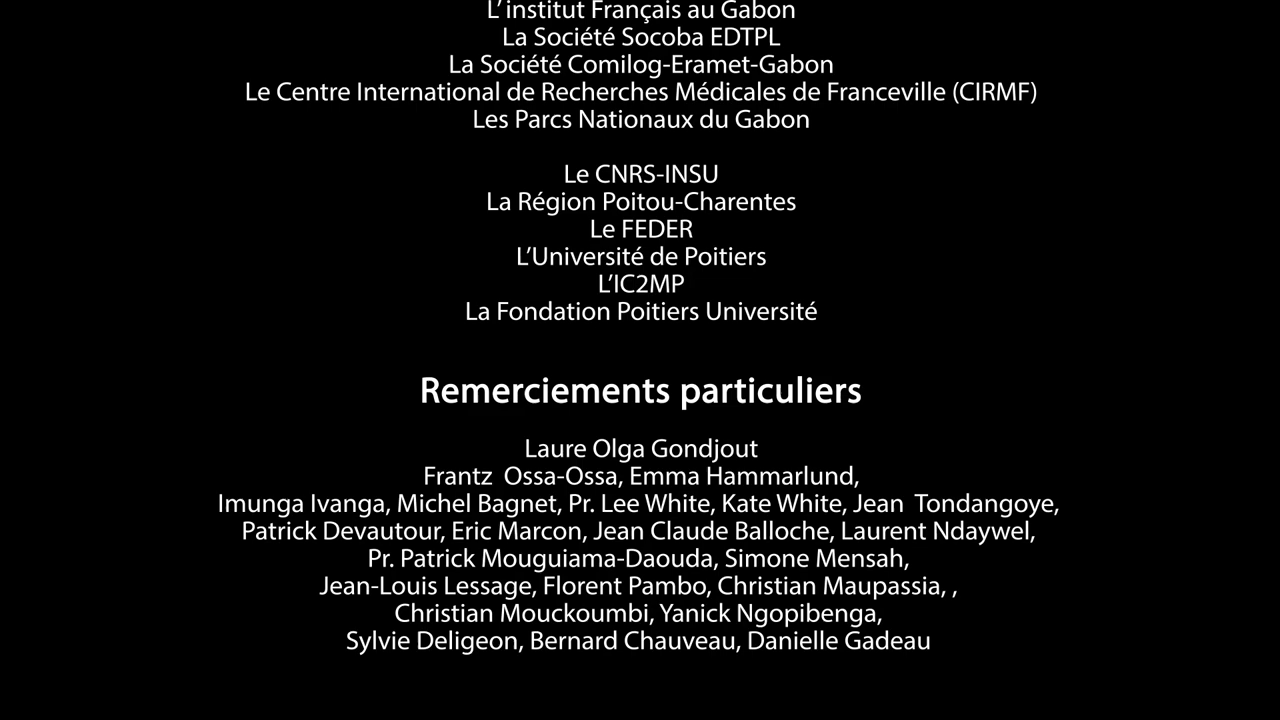 L’ institut Français au Gabon
La Société Socoba EDTPL
La Société Comilog-Eramet-Gabon
Le Centre International de Recherches Médicales de Franceville (CIRMF)
Les Parcs Nationaux du Gabon
Le CNRS-INSU
La Région Poitou-Charentes
Le FEDER
L’Université de Poitiers
L’IC2MP
La Fondation Poitiers Université
Remerciements particuliers
Laure Olga Gondjout
Frantz  Ossa-Ossa, Emma Hammarlund,
Imunga Ivanga, Michel Bagnet, Pr. Lee White, Kate White, Jean  Tondangoye,
Patrick Devautour, Eric Marcon, Jean Claude Balloche, Laurent Ndaywel,
Pr. Patrick Mouguiama-Daouda, Simone Mensah,
Jean-Louis Lessage, Florent Pambo, Christian Maupassia, ,
Christian Mouckoumbi, Yanick Ngopibenga,
Sylvie Deligeon, Bernard Chauveau, Danielle Gadeau